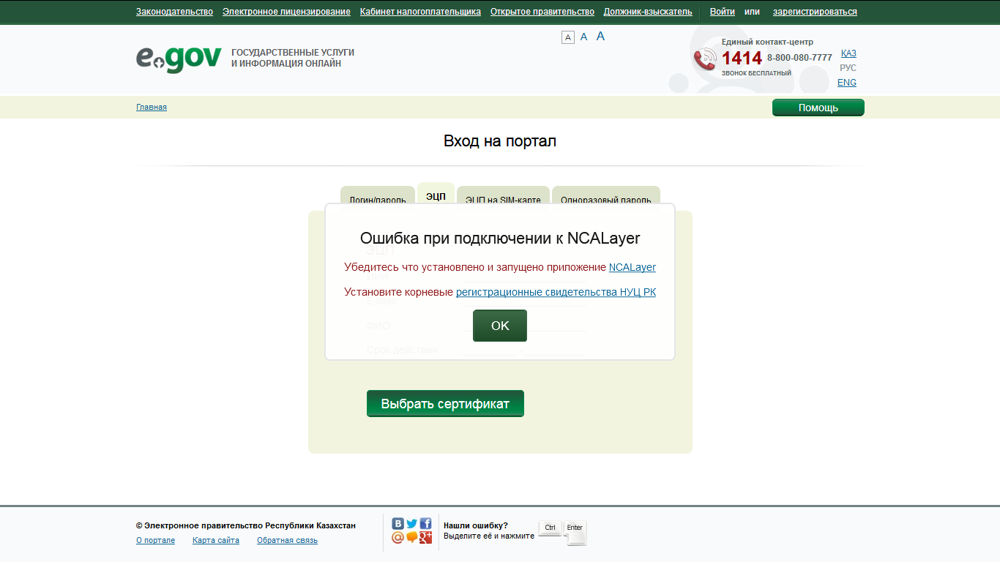 Законодательство Электронное лицензирование Кабинет налогоплательщика Открытое правительство Должник-взыскатель Войти или зарегистрироваться
А А А
e.gov ГОСУДАРСТВЕННЫЕ УСЛУГИ
И ИНФОРМАЦИЯ ОНЛАЙН
Единый контакт-центр
1414 8-800-080-7777
ЗВОНОК БЕСПЛАТНЫЙ
ҚАЗ
РУС
ENG
Главная
Помощь
Вход на портал
Логин/пароль ЭЦП ЭЦП на SIM-карте Одноразовый пароль
Ошибка при подключении к NCALayer
ЭЦП
Убедитесь что установлено и запущено приложение NCALayer
Установите корневые регистрационные свидетельства НУЦ РК
E-mail
ФИО
OK
Срок действия -
Выбрать сертификат
© Электронное правительство Республики Казахстан
О портале Карта сайта Обратная связь
Нашли ошибку?
Выделите её и нажмите
Ctrl Enter